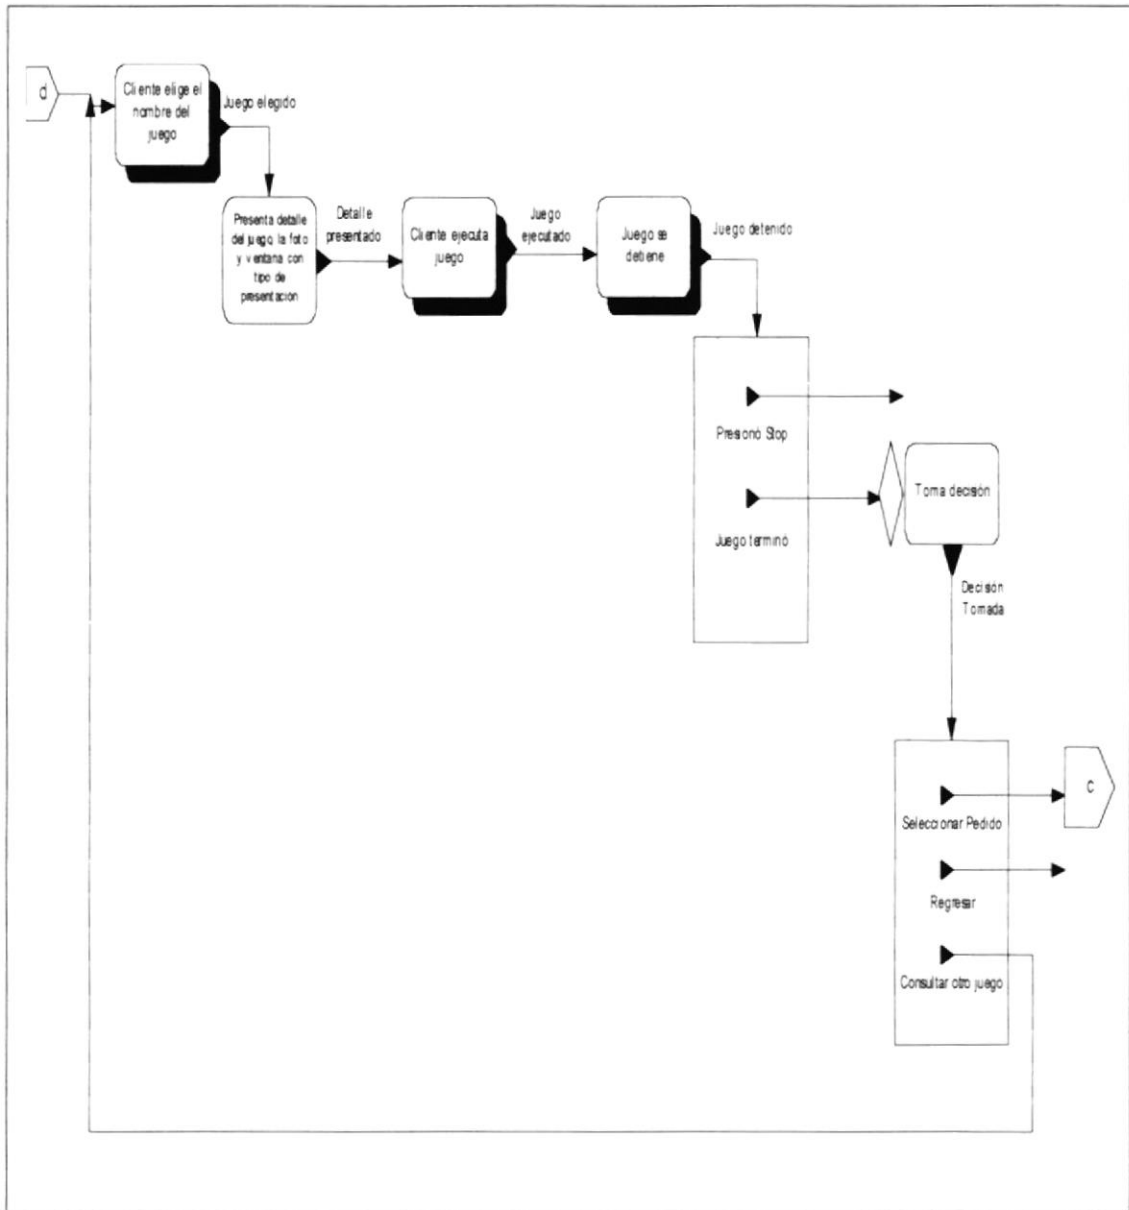 d
Cliente elige el
nombre del
juego
Juego elegido
Presenta detalle
del juego, la foto
y ventana con
tipo de
presentación
Detalle
presentado
Cliente ejecuta
juego
Juego
ejecutado
Juego se
detiene
Juego detenido
Presionó Stop
Juego terminó
Toma decisión
Decisión
Tomada
Seleccionar Pedido
c
Regresar
Consultar otro juego